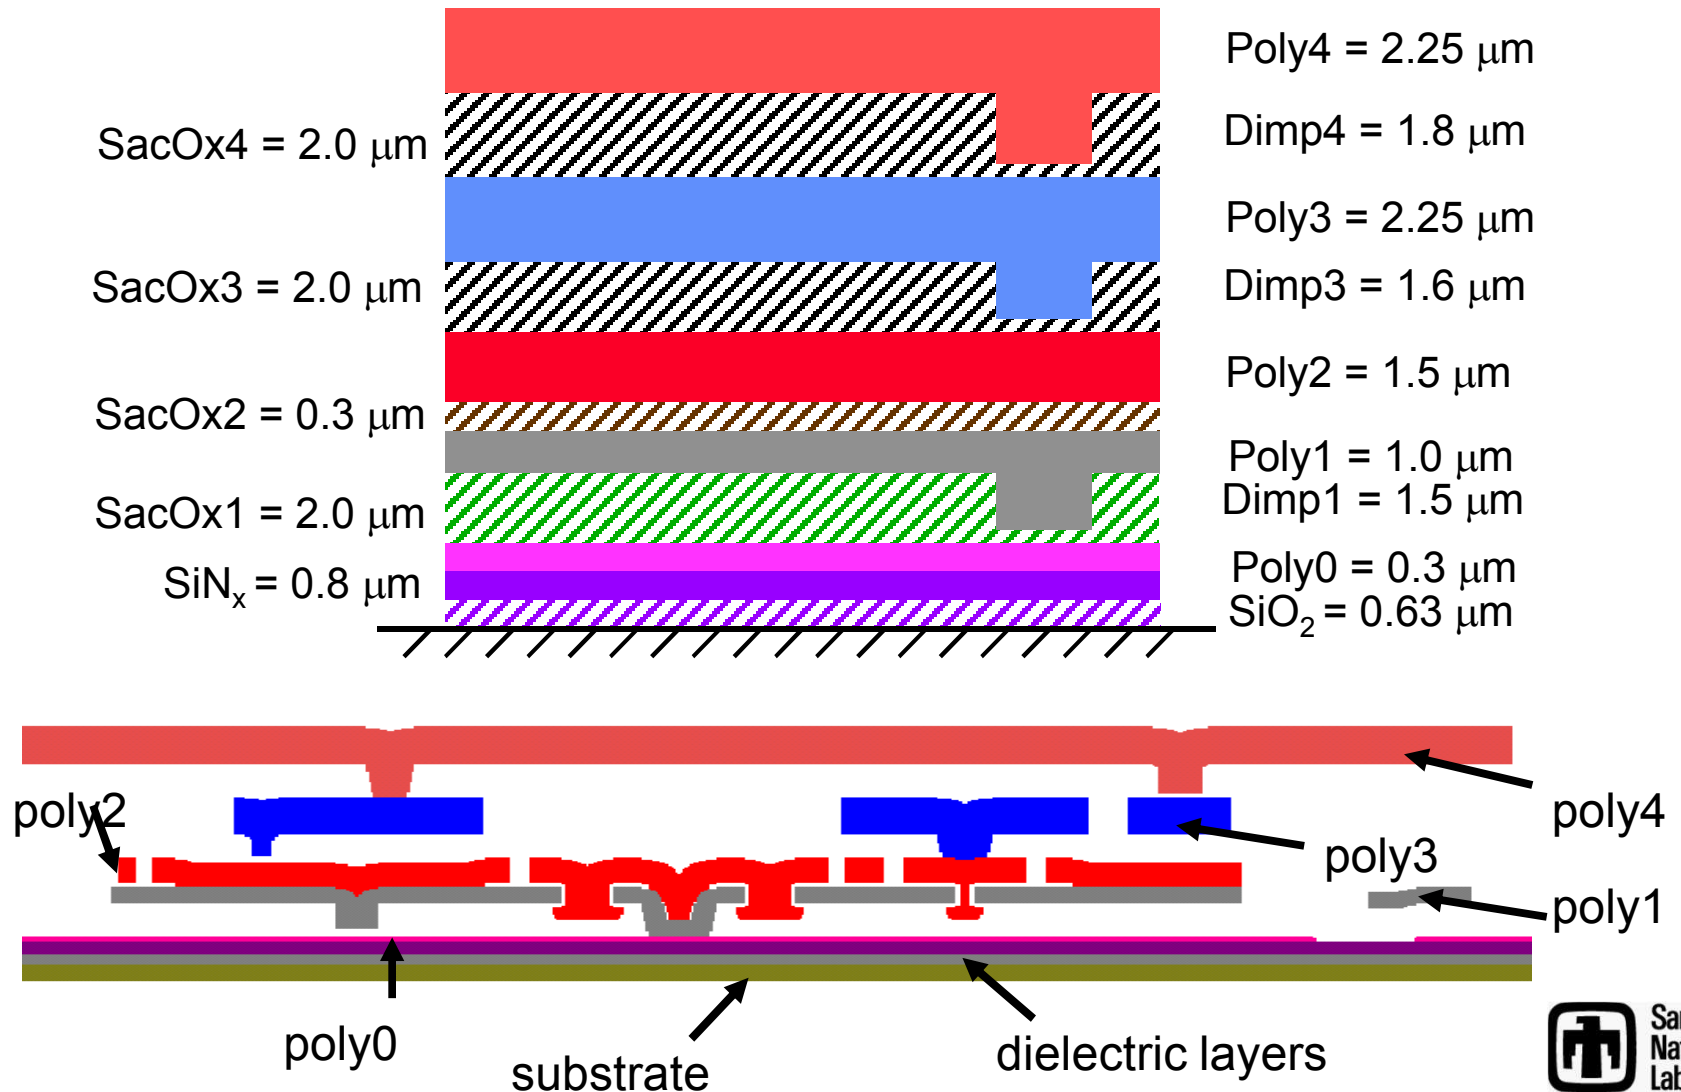 Poly4 = 2.25 μm
SacOx4 = 2.0 μm
Dimp4 = 1.8 μm
Poly3 = 2.25 μm
SacOx3 = 2.0 μm
Dimp3 = 1.6 μm
Poly2 = 1.5 μm
SacOx2 = 0.3 μm
Poly1 = 1.0 μm
SacOx1 = 2.0 μm
Dimp1 = 1.5 μm
SiNx = 0.8 μm
Poly0 = 0.3 μm
SiO2 = 0.63 μm
poly2
poly4
poly3
poly1
poly0
substrate
dielectric layers
San
Nat
Lab